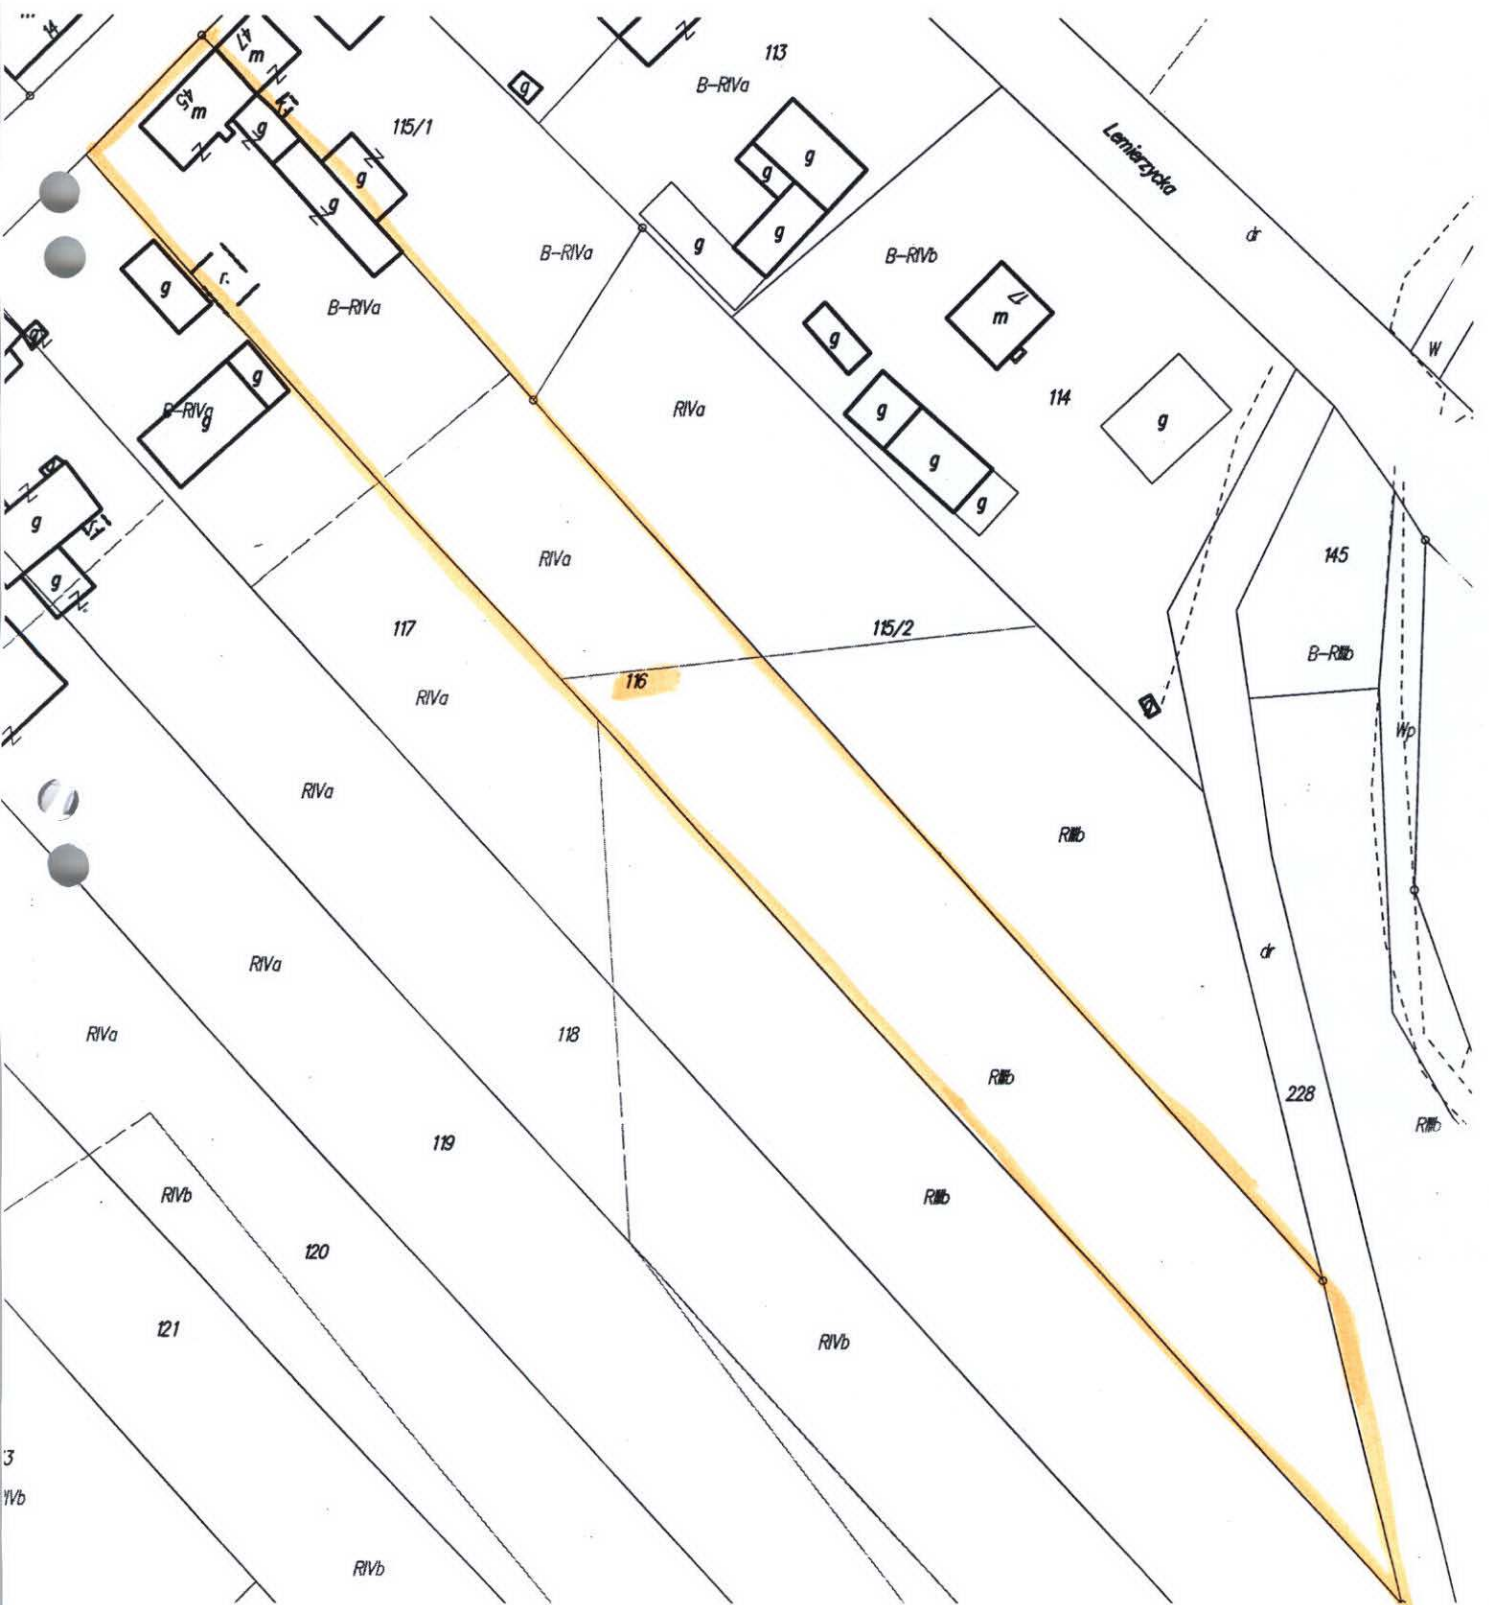 14
47
m
45
m
g
115/1
g
g
g
113
B-RIVa
g
g
g
g
Lemierzycka
dr
B-RIVa
B-RIVb
g
r.
B-RIVa
17
m
g
W
g
B-RIVa
g
RIVa
g
g
114
g
g
g
g
RIVa
145
117
115/2
B-RIIIb
116
RIVa
Wp
RIVa
RIIIb
RIVa
dr
RIVa
118
RIIIb
228
RIIIb
119
RIVb
RIIIb
120
121
RIVb
RIVb